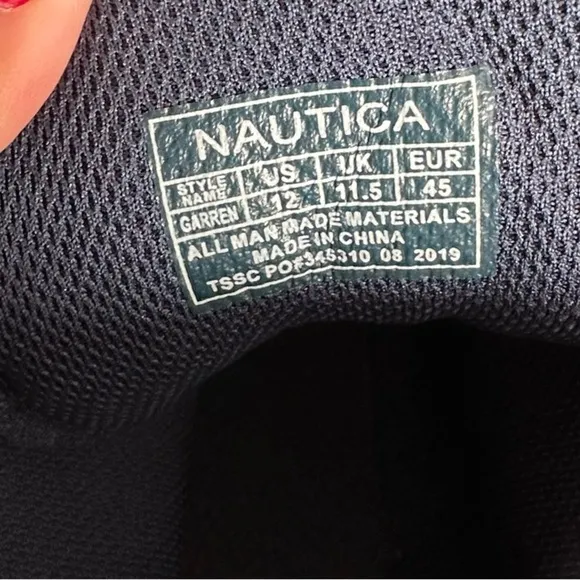 NAUTICA
STYLE NAME US UK EUR
GARREN 12 11.5 45
ALL MAN MADE MATERIALS
MADE IN CHINA
TSSC PO#346310 08 2019